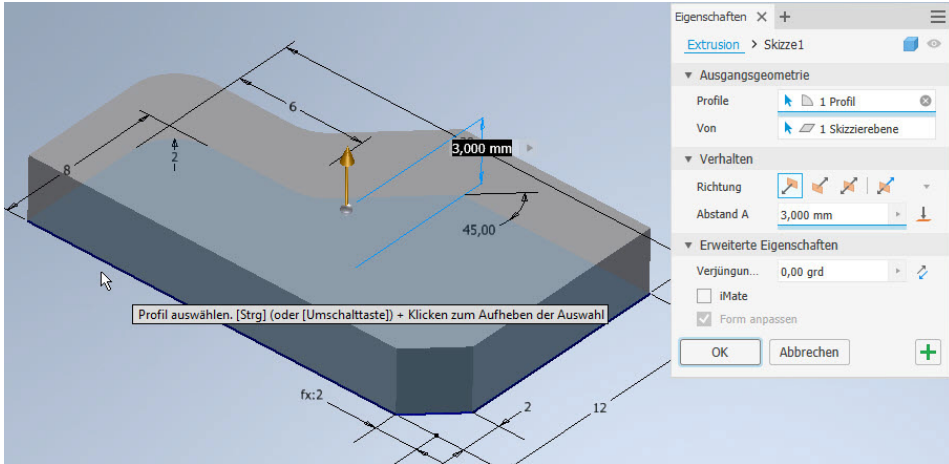 Eigenschaften × +
Extrusion > Skizze1
Ausgangsgeometrie
Profile 1 Profil
Von 1 Skizzierebene
Verhalten
Richtung
Abstand A 3,000 mm
Erweiterte Eigenschaften
Verjüngun... 0,00 grd
iMate
Form anpassen
OK Abbrechen
6
3,000 mm
2
8
45,00
Profil auswählen. [Strg] (oder [Umschalttaste]) + Klicken zum Aufheben der Auswahl
fx:2
2
12